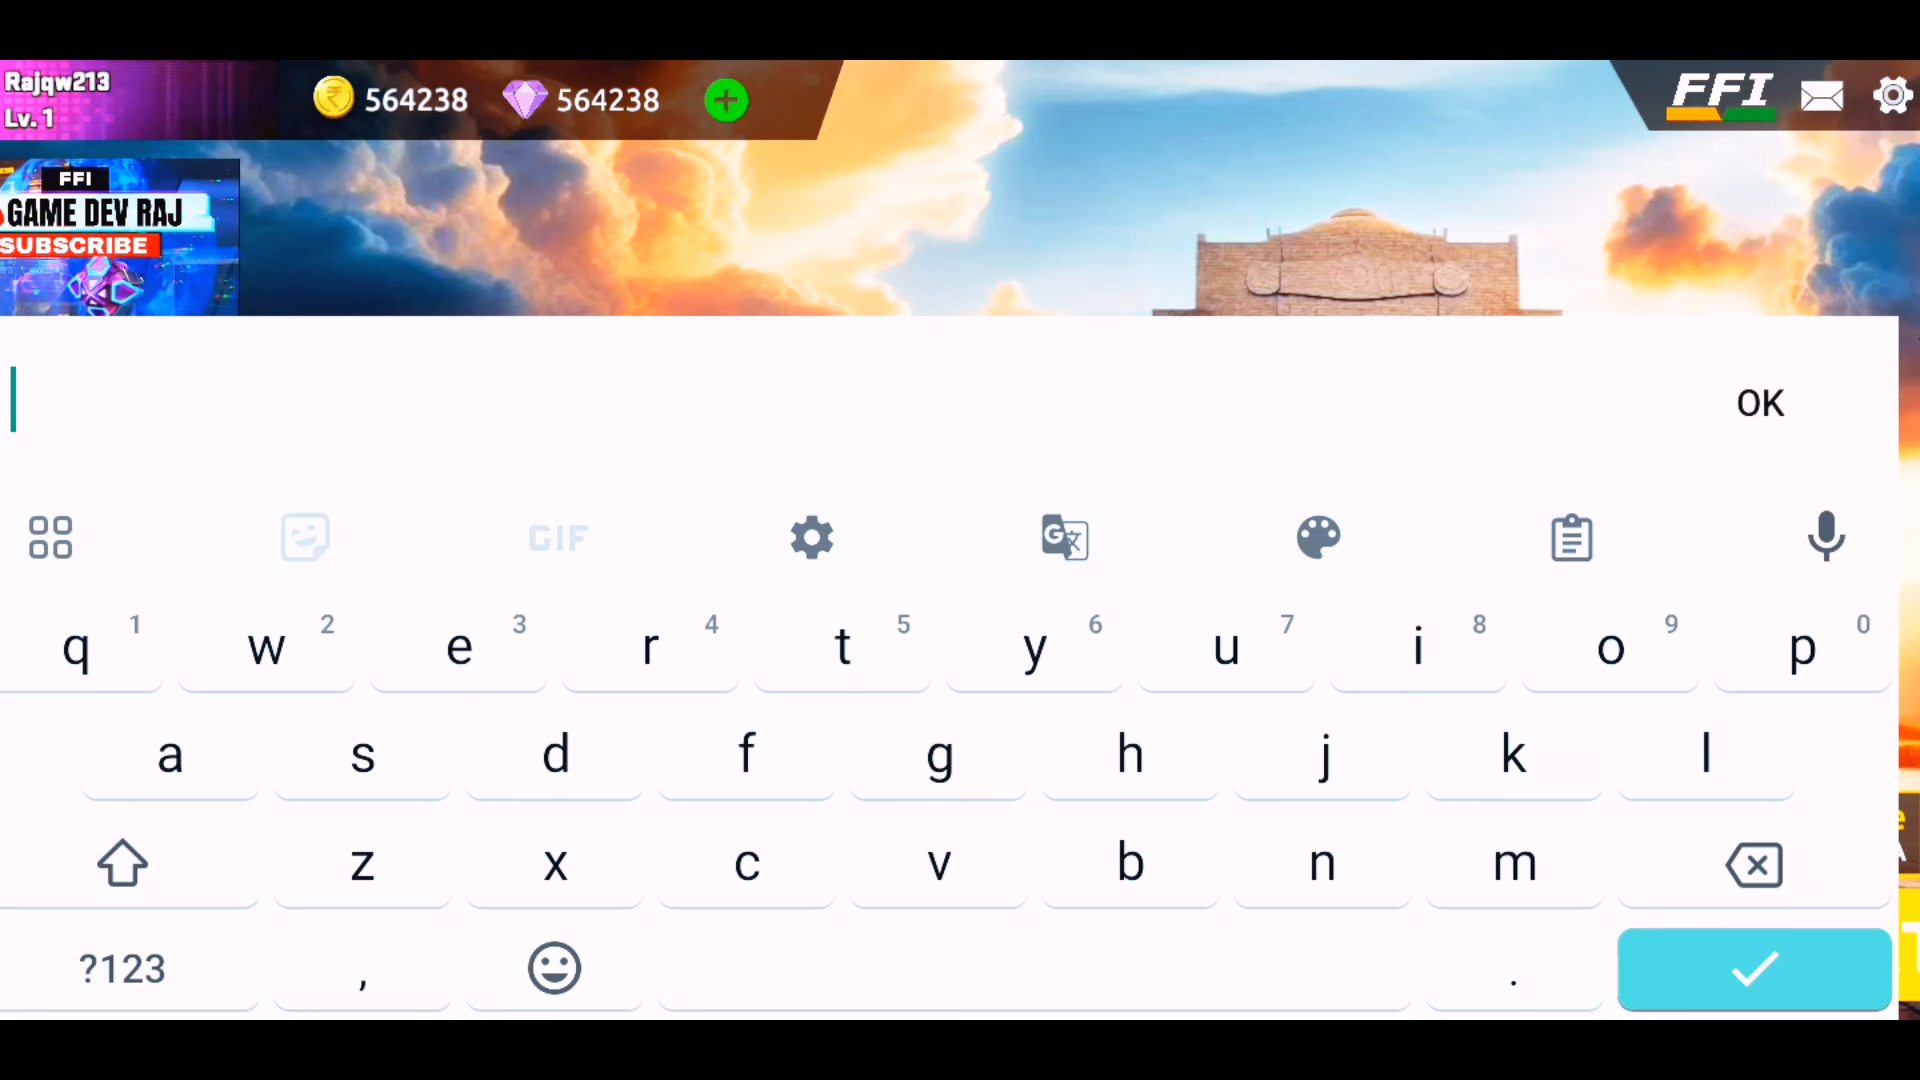 Rajqw213
Lv. 1
564238
564238
FFI
FFI
GAME DEV RAJ
SUBSCRIBE
OK
GIF
G
q 1 w 2 e 3 r 4 t 5 y 6 u 7 i 8 o 9 p 0
a s d f g h j k l
z x c v b n m
?123 , .